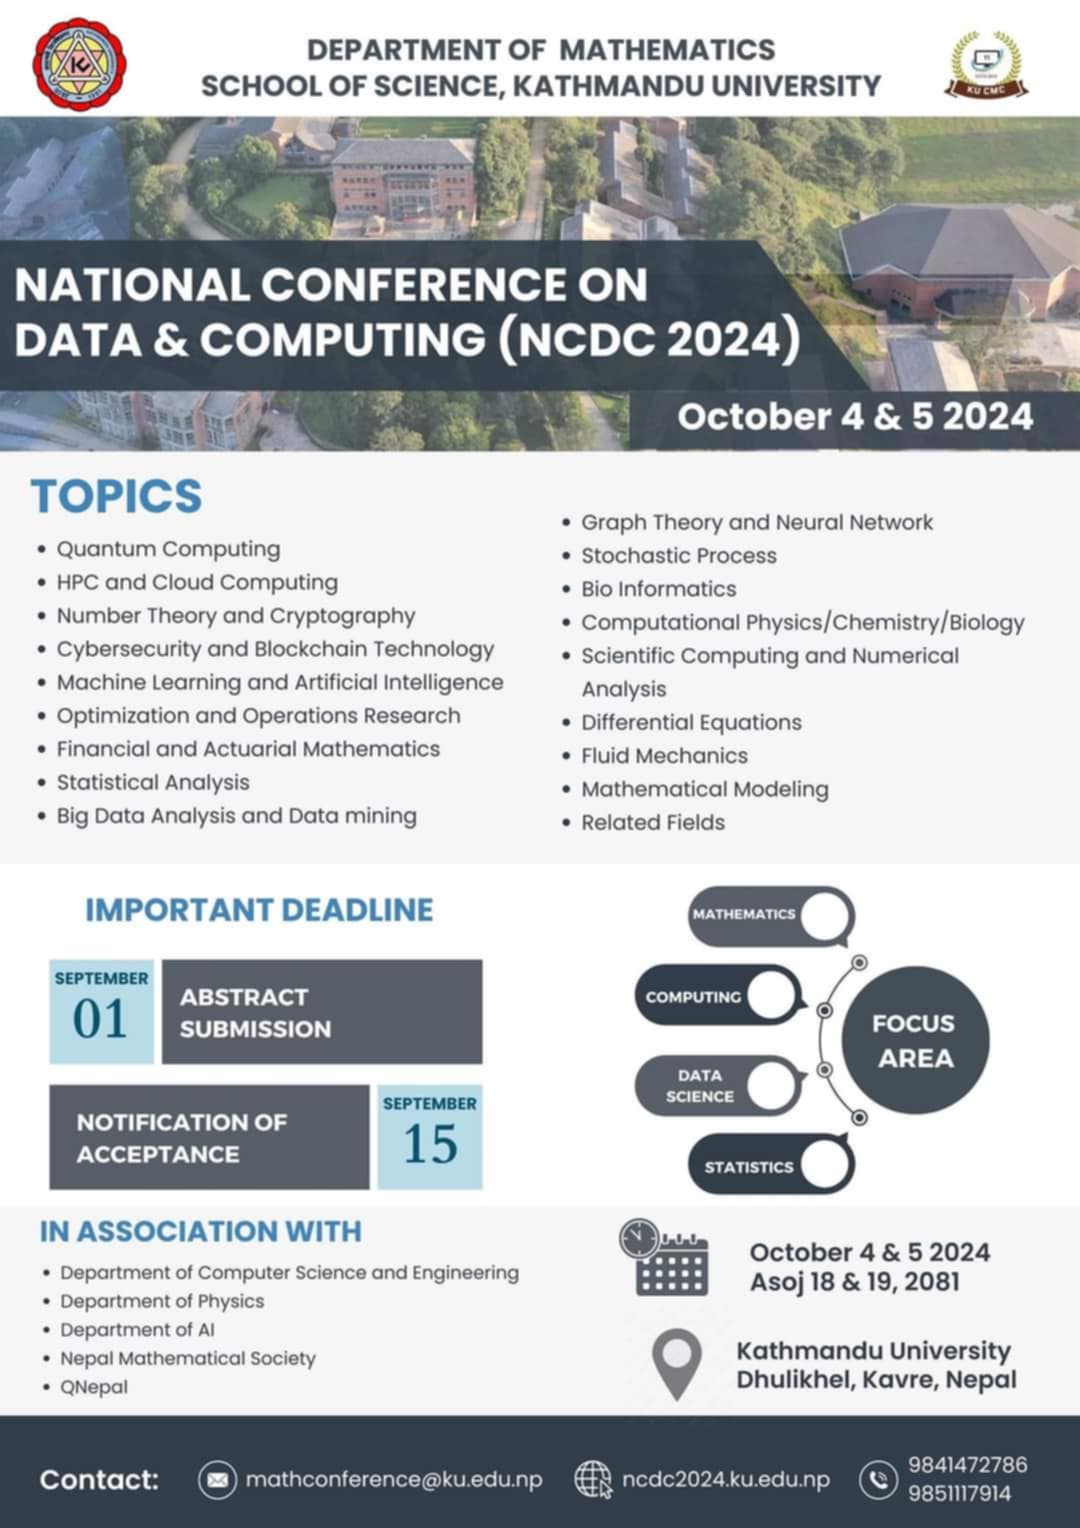 DEPARTMENT OF MATHEMATICS
SCHOOL OF SCIENCE, KATHMANDU UNIVERSITY
KU CMC
NATIONAL CONFERENCE ON
DATA & COMPUTING (NCDC 2024)
October 4 & 5 2024
TOPICS
• Quantum Computing
• HPC and Cloud Computing
• Number Theory and Cryptography
• Cybersecurity and Blockchain Technology
• Machine Learning and Artificial Intelligence
• Optimization and Operations Research
• Financial and Actuarial Mathematics
• Statistical Analysis
• Big Data Analysis and Data mining
• Graph Theory and Neural Network
• Stochastic Process
• Bio Informatics
• Computational Physics/Chemistry/Biology
• Scientific Computing and Numerical
Analysis
• Differential Equations
• Fluid Mechanics
• Mathematical Modeling
• Related Fields
IMPORTANT DEADLINE
SEPTEMBER
01
ABSTRACT
SUBMISSION
NOTIFICATION OF
ACCEPTANCE
SEPTEMBER
15
MATHEMATICS
COMPUTING
DATA
SCIENCE
STATISTICS
FOCUS
AREA
IN ASSOCIATION WITH
• Department of Computer Science and Engineering
• Department of Physics
• Department of AI
• Nepal Mathematical Society
• QNepal
October 4 & 5 2024
Asoj 18 & 19, 2081
Kathmandu University
Dhulikhel, Kavre, Nepal
Contact:
mathconference@ku.edu.np
ncdc2024.ku.edu.np
9841472786
9851117914